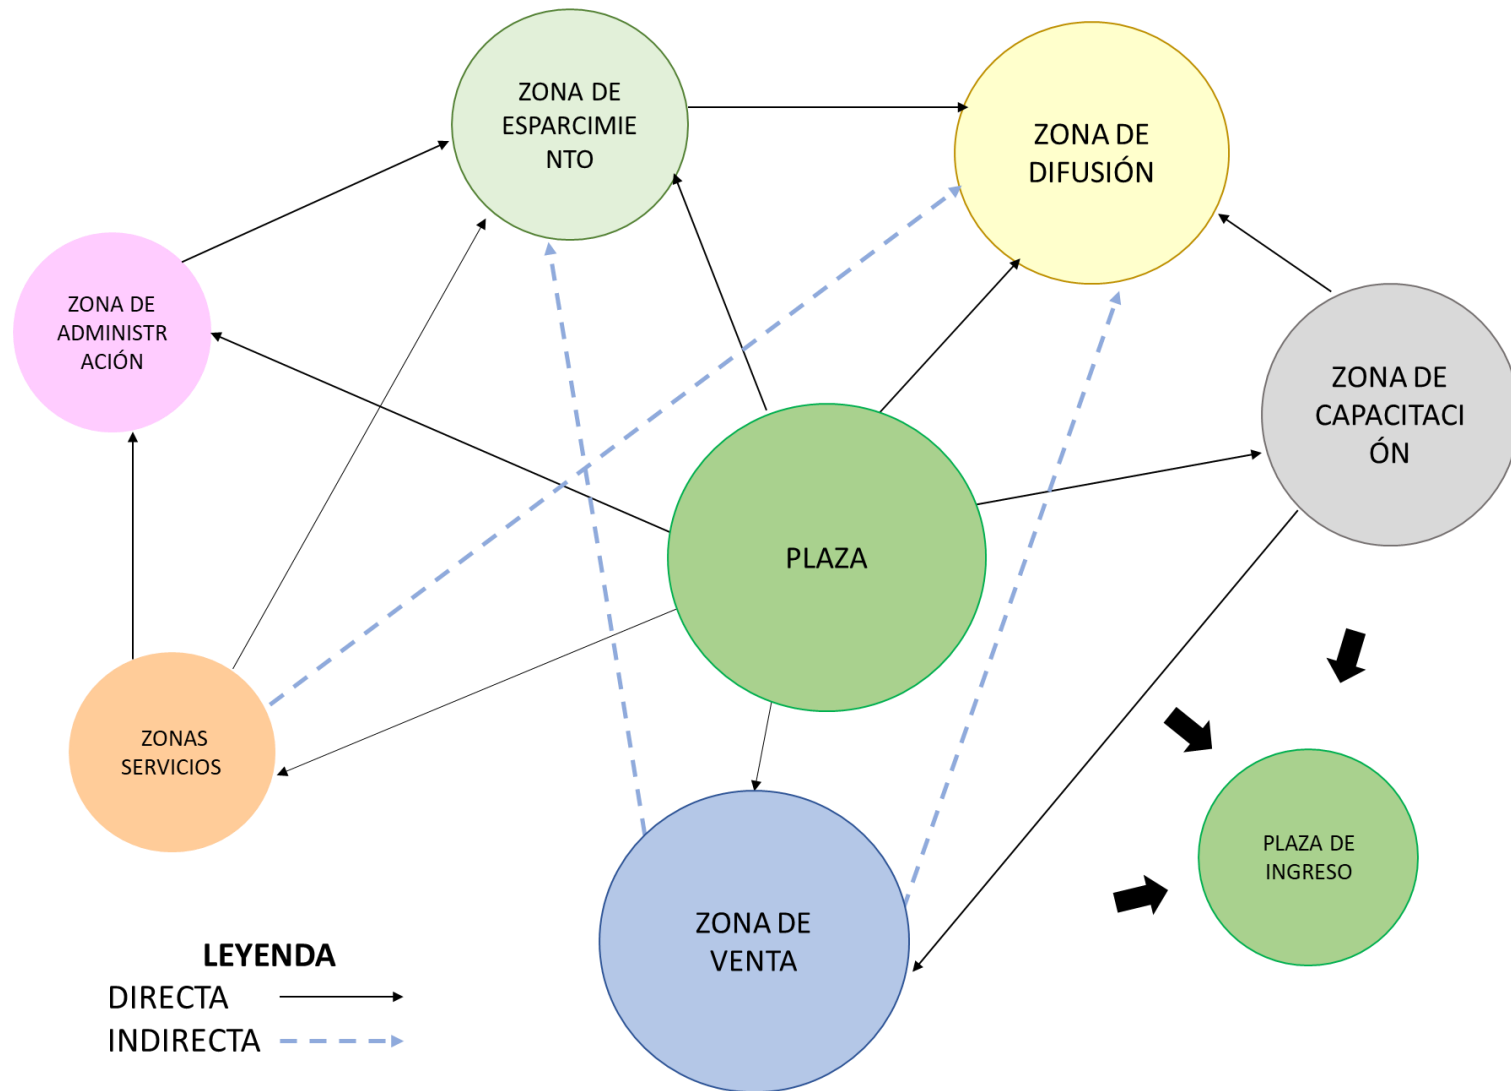 ZONA DE
ESPARCIMIE
NTO
ZONA DE
DIFUSIÓN
ZONA DE
ADMINISTR
ACIÓN
ZONA DE
CAPACITACI
ÓN
PLAZA
ZONAS
SERVICIOS
PLAZA DE
INGRESO
ZONA DE
VENTA
LEYENDA
DIRECTA
INDIRECTA